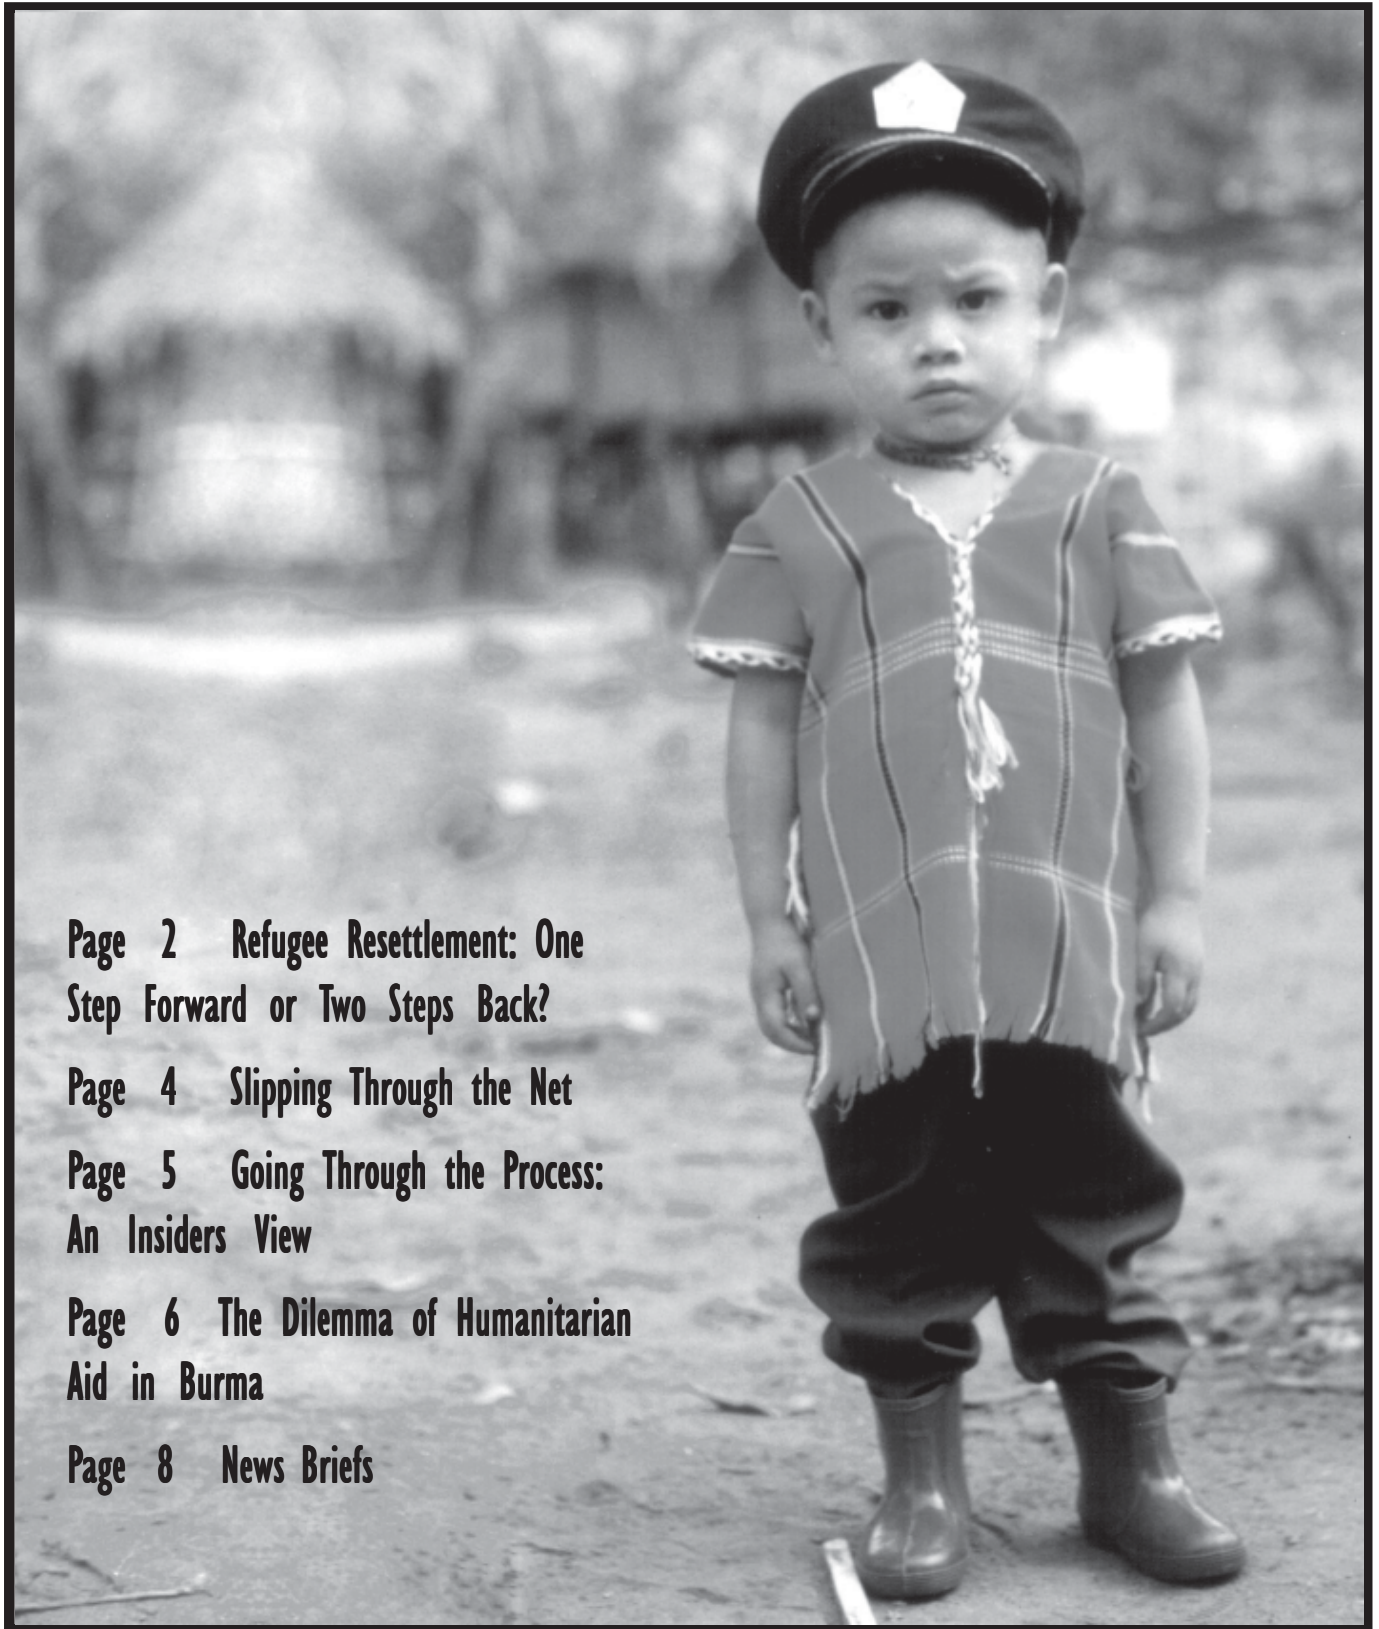 Page 2 Refugee Resettlement: One
Step Forward or Two Steps Back?
Page 4 Slipping Through the Net
Page 5 Going Through the Process:
An Insiders View
Page 6 The Dilemma of Humanitarian
Aid in Burma
Page 8 News Briefs